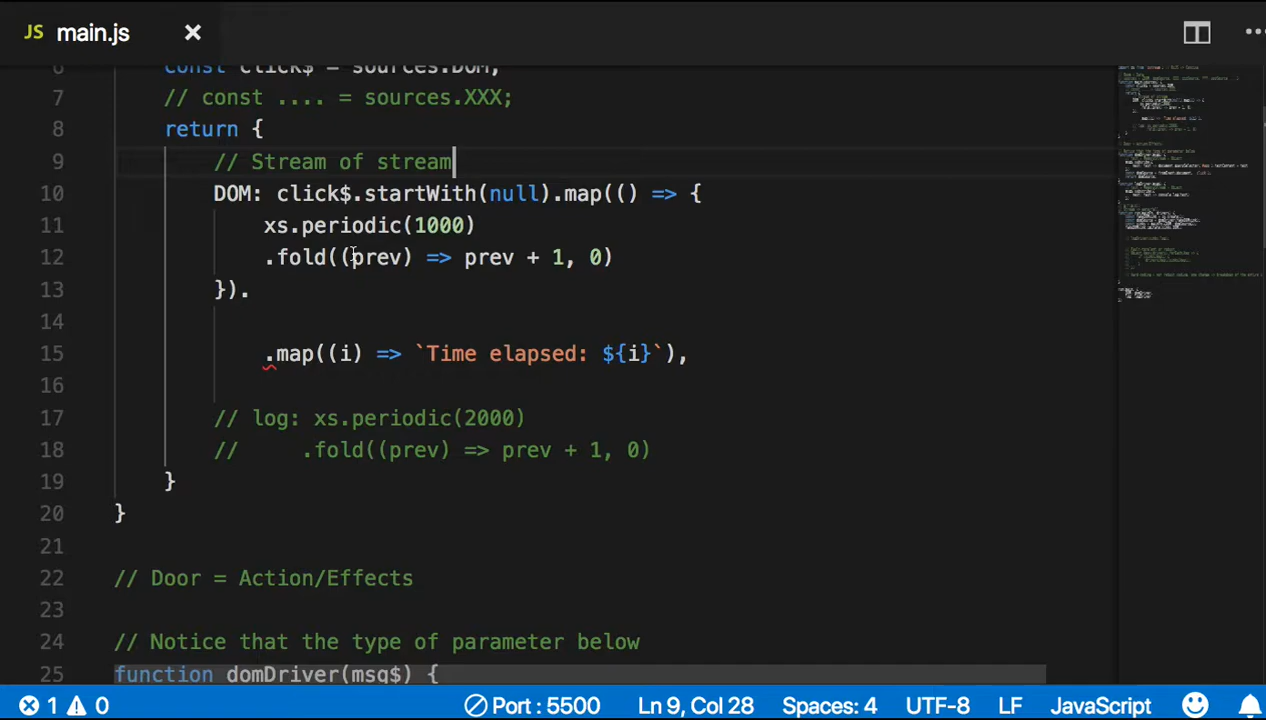 JS main.js
6 const click$ = sources.DOM;
7 // const .... = sources.XXX;
8 return {
9 // Stream of stream
10 DOM: click$.startWith(null).map(() => {
11 xs.periodic(1000)
12 .fold((prev) => prev + 1, 0)
13 }).
14
15 .map((i) => `Time elapsed: ${i}`),
16
17 // log: xs.periodic(2000)
18 // .fold((prev) => prev + 1, 0)
19 }
20 }
21
22 // Door = Action/Effects
23
24 // Notice that the type of parameter below
25 function domDriver(msg$) {
1 0 Port : 5500 Ln 9, Col 28 Spaces: 4 UTF-8 LF JavaScript